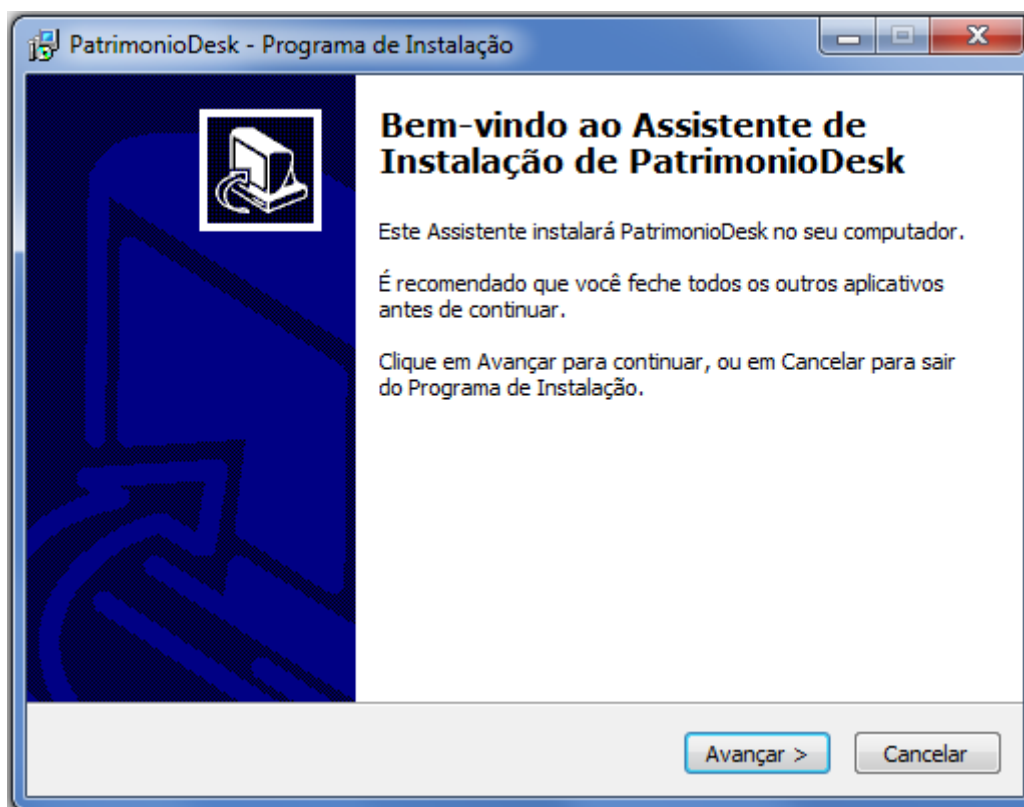 PatrimonioDesk - Programa de Instalação
Bem-vindo ao Assistente de
Instalação de PatrimonioDesk
Este Assistente instalará PatrimonioDesk no seu computador.
É recomendado que você feche todos os outros aplicativos
antes de continuar.
Clique em Avançar para continuar, ou em Cancelar para sair
do Programa de Instalação.
Avançar >
Cancelar